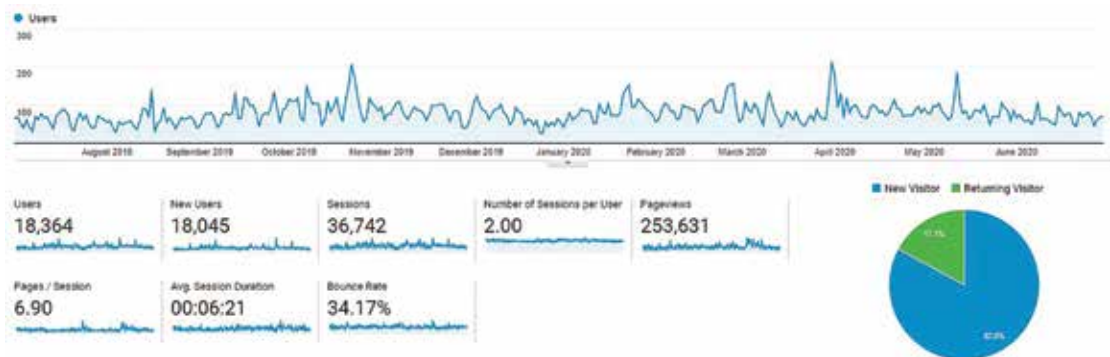 Users
300
200
100
August 2019 September 2019 October 2019 November 2019 December 2019 January 2020 February 2020 March 2020 April 2020 May 2020 June 2020
New Visitor Returning Visitor
Users New Users Sessions Number of Sessions per User Pageviews
18,364 18,045 36,742 2.00 253,631
Pages / Session Avg. Session Duration Bounce Rate
6.90 00:06:21 34.17%